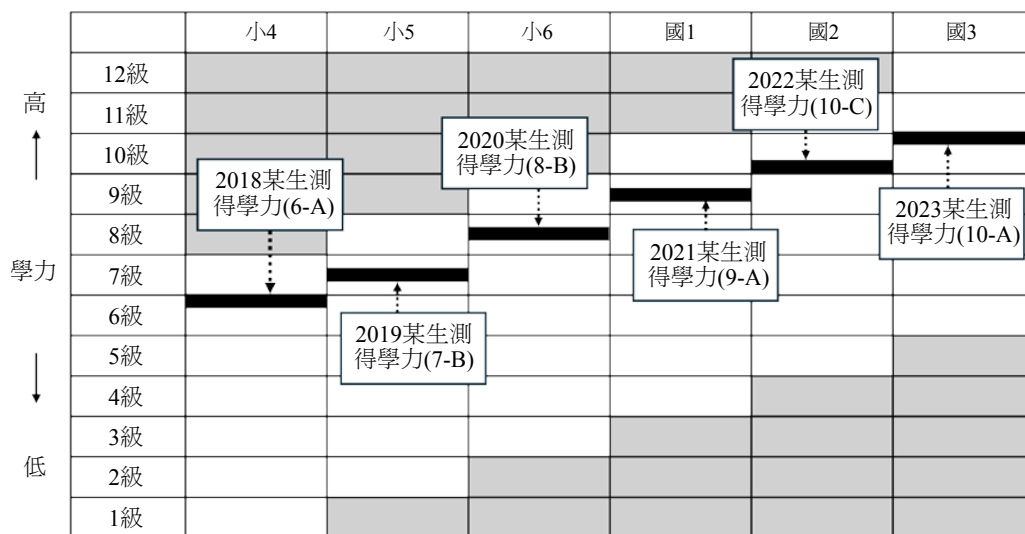 小4
小5
小6
國1
國2
國3
12級
11級
10級
9級
8級
7級
6級
5級
4級
3級
2級
1級
高
學力
低
2018某生測
得學力(6-A)
2019某生測
得學力(7-B)
2020某生測
得學力(8-B)
2021某生測
得學力(9-A)
2022某生測
得學力(10-C)
2023某生測
得學力(10-A)